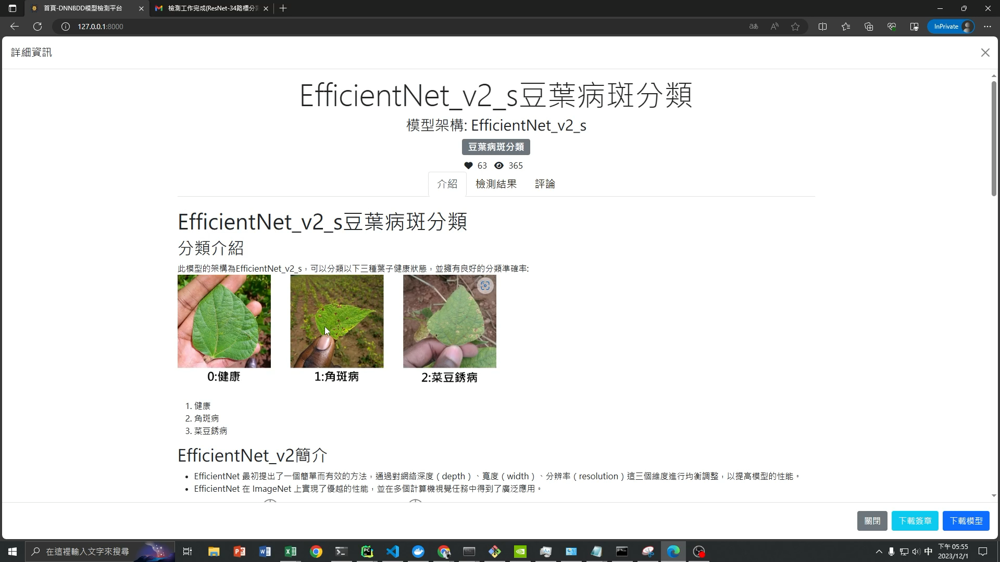 首頁-DNNBDD模型檢測平台
檢測工作完成(ResNet-34路標分
127.0.0.1:8000
InPrivate
詳細資訊
EfficientNet_v2_s豆葉病斑分類
模型架構: EfficientNet_v2_s
豆葉病斑分類
63 365
介紹 檢測結果 評論
EfficientNet_v2_s豆葉病斑分類
分類介紹
此模型的架構為EfficientNet_v2_s，可以分類以下三種葉子健康狀態，並擁有良好的分類準確率:
0:健康 1:角斑病 2:菜豆銹病
1. 健康
2. 角斑病
3. 菜豆銹病
EfficientNet_v2簡介
• EfficientNet 最初提出了一個簡單而有效的方法，通過對網絡深度（depth）、寬度（width）、分辨率（resolution）這三個維度進行均衡調整，以提高模型的性能。
• EfficientNet 在 ImageNet 上實現了優越的性能，並在多個計算機視覺任務中得到了廣泛應用。
關閉 下載簽章 下載模型
在這裡輸入文字來搜尋
中
下午 05:55
2023/12/1